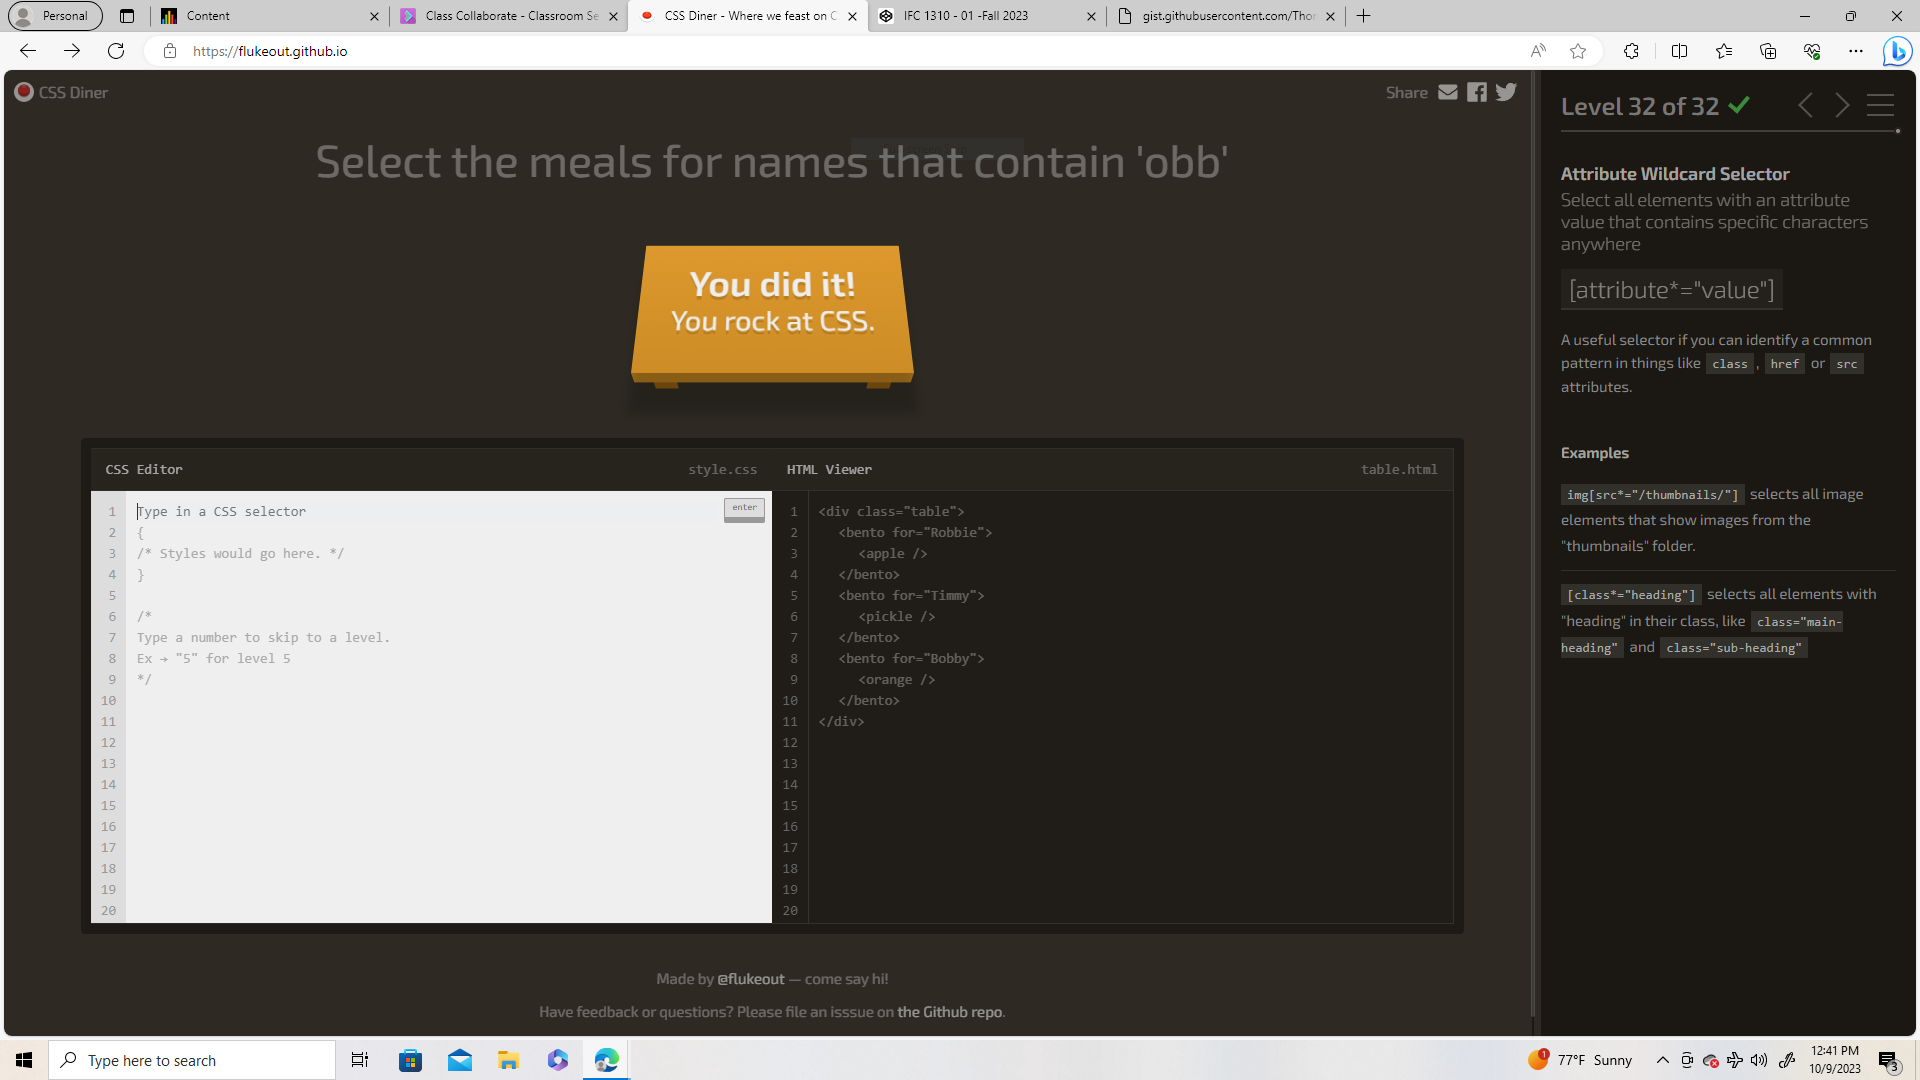 Personal
Content
Class Collaborate - Classroom Se
CSS Diner - Where we feast on C
IFC 1310 - 01 -Fall 2023
gist.githubusercontent.com/Thor
https://flukeout.github.io
CSS Diner
Share
Select the meals for names that contain 'obb'
You did it!
You rock at CSS.
CSS Editor
style.css
HTML Viewer
table.html
1 Type in a CSS selector
enter
2 {
3 /* Styles would go here. */
4 }
5
6 /*
7 Type a number to skip to a level.
8 Ex → "5" for level 5
9 */
10
11
12
13
14
15
16
17
18
19
20
1 <div class="table">
2 <bento for="Robbie">
3 <apple />
4 </bento>
5 <bento for="Timmy">
6 <pickle />
7 </bento>
8 <bento for="Bobby">
9 <orange />
10 </bento>
11 </div>
12
13
14
15
16
17
18
19
20
Made by @flukeout — come say hi!
Have feedback or questions? Please file an isssue on the Github repo.
Level 32 of 32
Attribute Wildcard Selector
Select all elements with an attribute
value that contains specific characters
anywhere
[attribute*="value"]
A useful selector if you can identify a common
pattern in things like class , href or src
attributes.
Examples
img[src*="/thumbnails/"] selects all image
elements that show images from the
"thumbnails" folder.
[class*="heading"] selects all elements with
"heading" in their class, like class="main-
heading" and class="sub-heading"
Type here to search
1
77°F Sunny
12:41 PM
10/9/2023
3